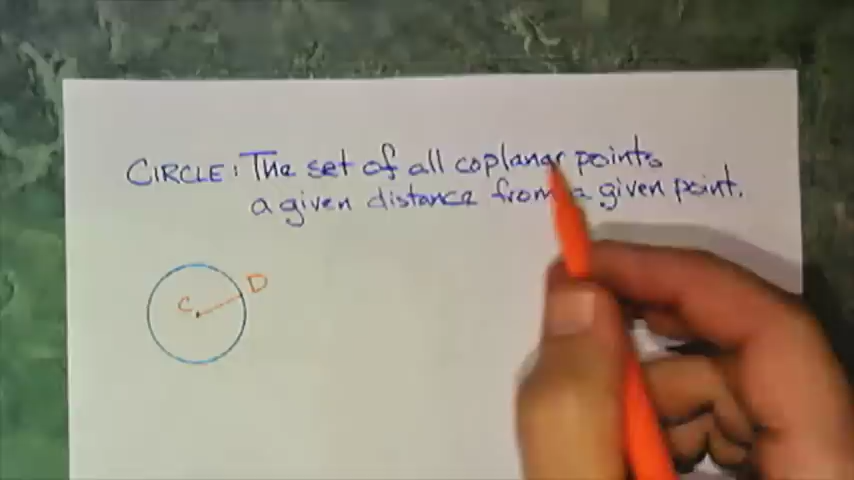 CIRCLE: The set of all coplanar points
a given distance from a given point.
C D